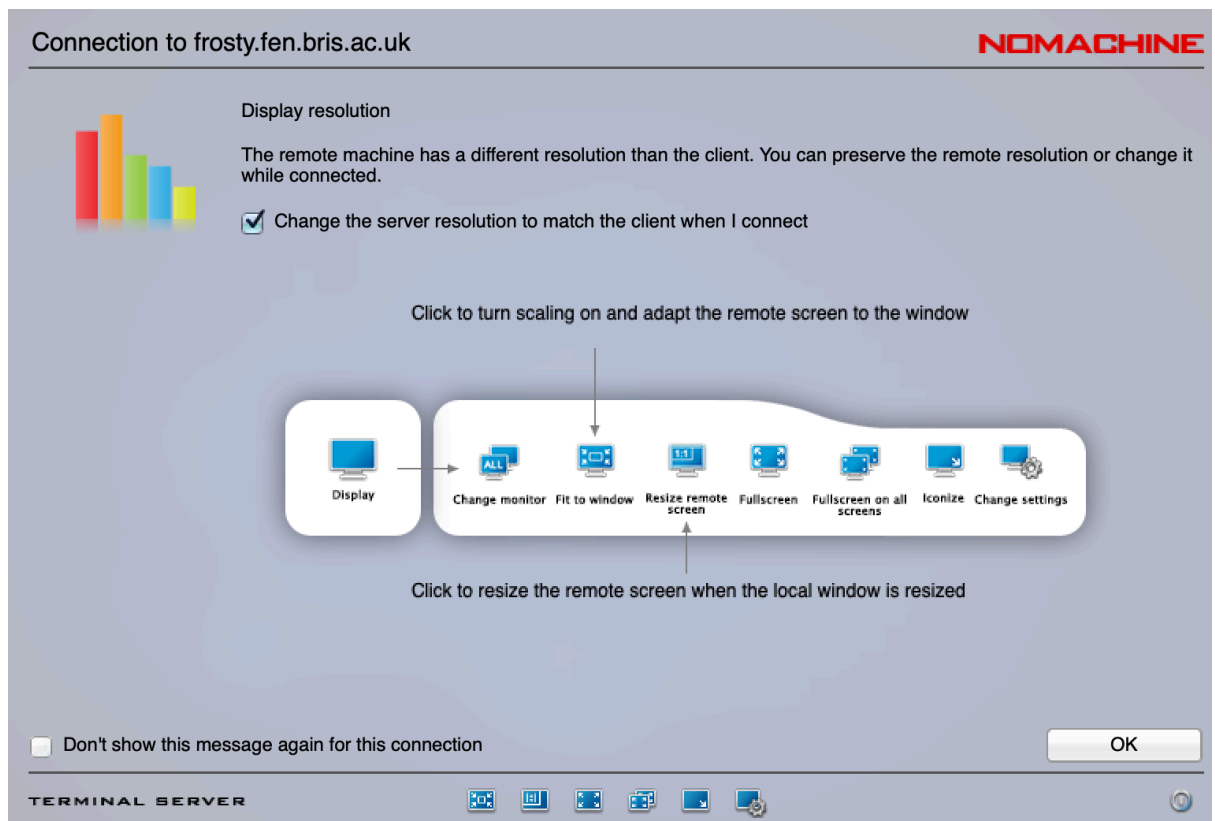 Connection to frosty.fen.bris.ac.uk
NOMACHINE
Display resolution
The remote machine has a different resolution than the client. You can preserve the remote resolution or change it
while connected.
Change the server resolution to match the client when I connect
Click to turn scaling on and adapt the remote screen to the window
ALL
1:1
Display
Change monitor
Fit to window
Resize remote
screen
Fullscreen
Fullscreen on all
screens
Iconize
Change settings
Click to resize the remote screen when the local window is resized
Don't show this message again for this connection
OK
TERMINAL SERVER
1:1